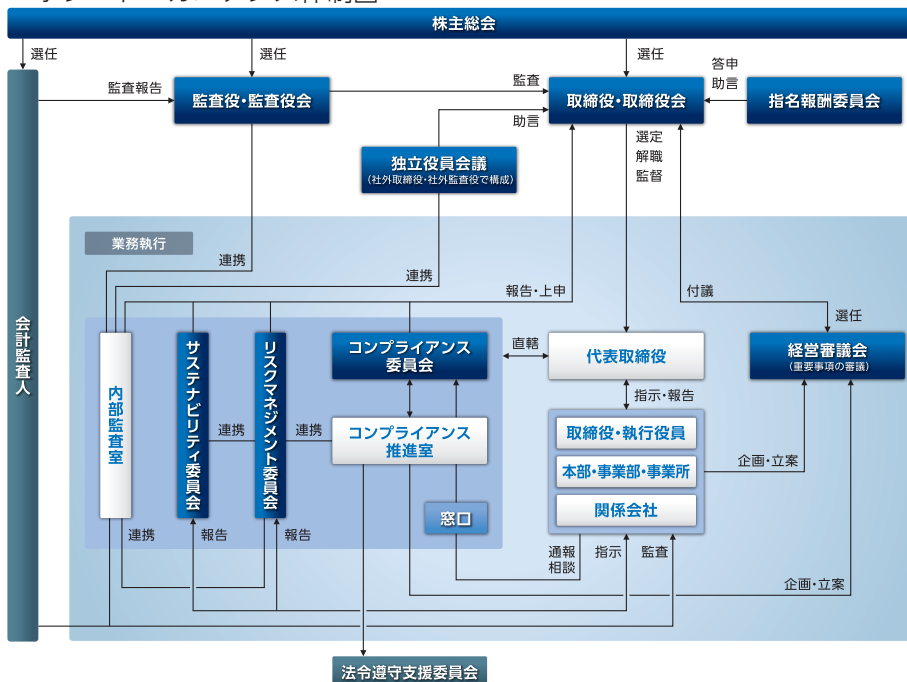 株主総会
選任
選任
選任
監査報告
監査役・監査役会
監査
取締役・取締役会
答申
助言
指名報酬委員会
助言
独立役員会議
(社外取締役・社外監査役で構成)
選定
解職
監督
業務執行
連携
連携
報告・上申
付議
選任
会計監査人
内部監査室
サステナビリティ委員会
リスクマネジメント委員会
コンプライアンス
委員会
直轄
代表取締役
経営審議会
(重要事項の審議)
指示・報告
連携
連携
コンプライアンス
推進室
取締役・執行役員
本部・事業部・事業所
関係会社
企画・立案
窓口
連携
報告
報告
通報
相談
指示
監査
企画・立案
法令遵守支援委員会